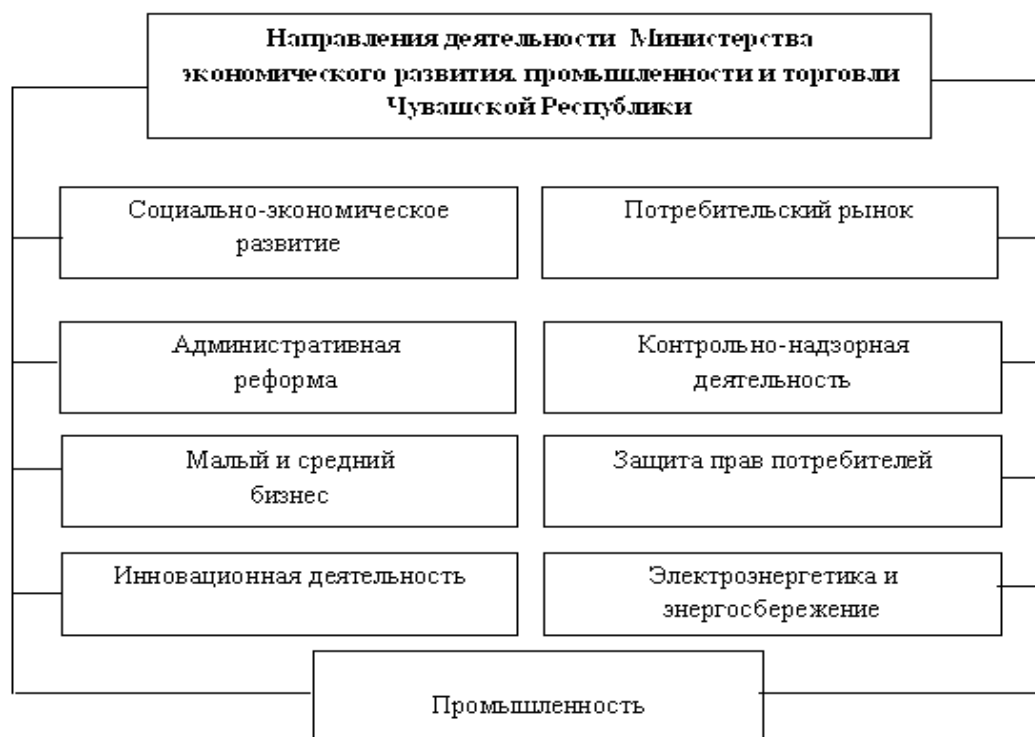 Направления деятельности Министерства
экономического развития, промышленности и торговли
Чувашской Республики
Социально-экономическое
развитие
Потребительский рынок
Административная
реформа
Контрольно-надзорная
деятельность
Малый и средний
бизнес
Защита прав потребителей
Инновационная деятельность
Электроэнергетика и
энергосбережение
Промышленность